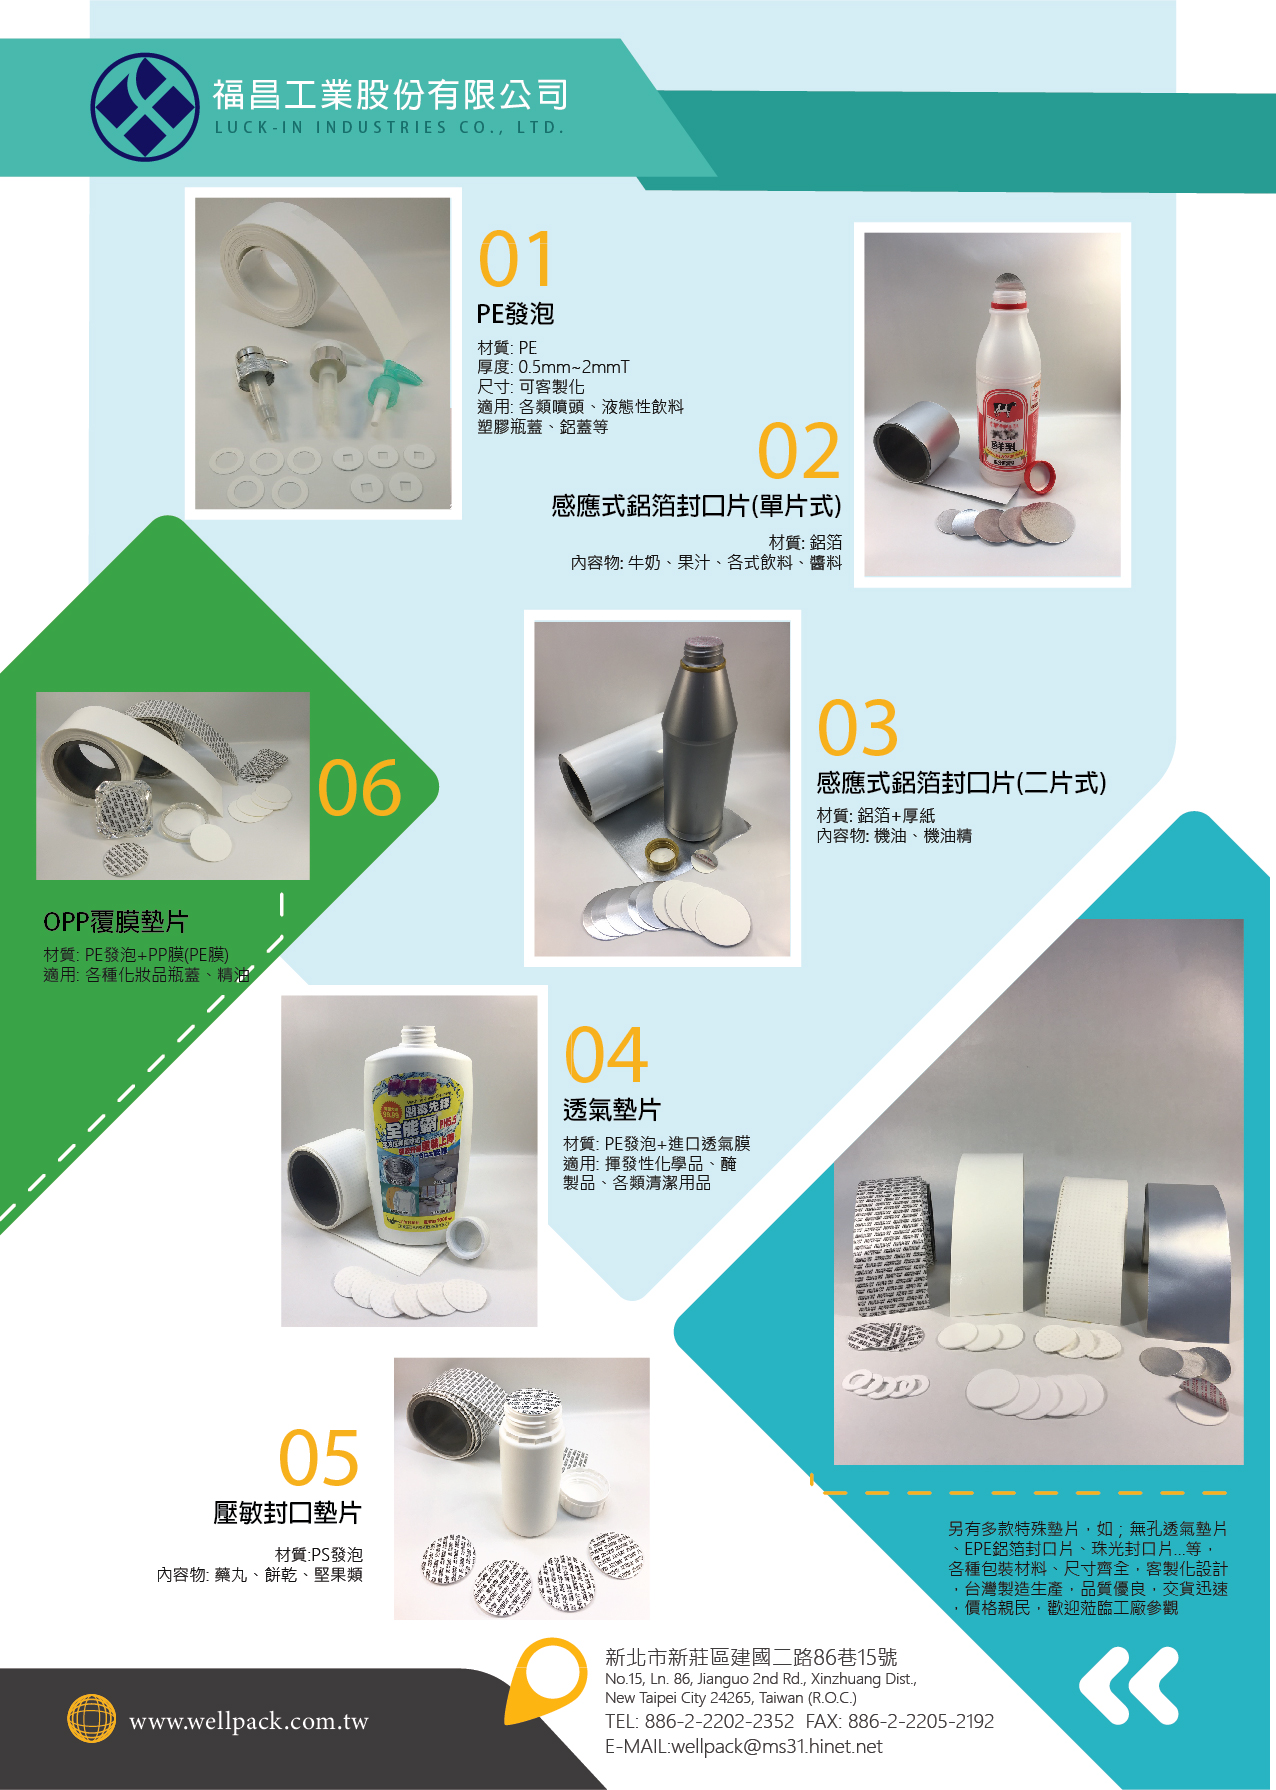 福昌工業股份有限公司
LUCK-IN INDUSTRIES CO., LTD.
01
PE發泡
材質: PE
厚度: 0.5mm~2mmT
尺寸: 可客製化
適用: 各類噴頭、液態性飲料
塑膠瓶蓋、鋁蓋等
02
感應式鋁箔封口片(單片式)
材質: 鋁箔
內容物: 牛奶、果汁、各式飲料、醬料
鮮乳
03
感應式鋁箔封口片(二片式)
材質: 鋁箔+厚紙
內容物: 機油、機油精
06
OPP覆膜墊片
材質: PE發泡+PP膜(PE膜)
適用: 各種化妝品瓶蓋、精油
04
透氣墊片
材質: PE發泡+進口透氣膜
適用: 揮發性化學品、醃
製品、各類清潔用品
全能霸
PH5.5
05
壓敏封口墊片
材質:PS發泡
內容物: 藥丸、餅乾、堅果類
另有多款特殊墊片，如；無孔透氣墊片
、EPE鋁箔封口片、珠光封口片...等，
各種包裝材料、尺寸齊全，客製化設計
，台灣製造生產，品質優良，交貨迅速
，價格親民，歡迎蒞臨工廠參觀
新北市新莊區建國二路86巷15號
No.15, Ln. 86, Jianguo 2nd Rd., Xinzhuang Dist.,
New Taipei City 24265, Taiwan (R.O.C.)
TEL: 886-2-2202-2352 FAX: 886-2-2205-2192
E-MAIL:wellpack@ms31.hinet.net
www.wellpack.com.tw